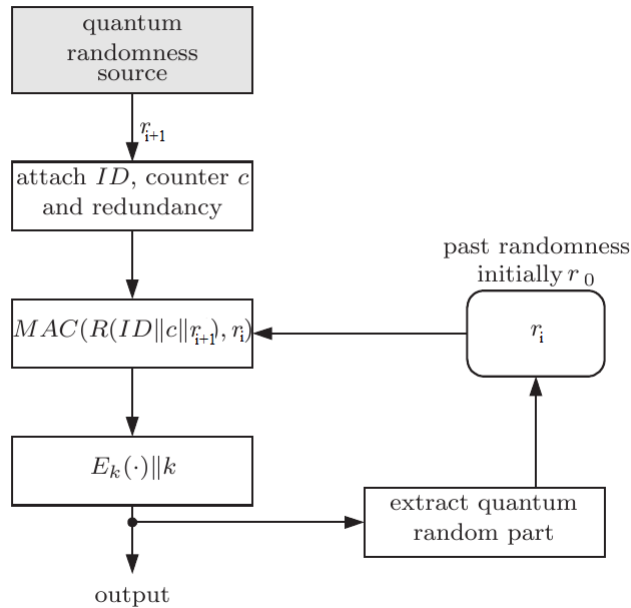 quantum
randomness
source
r_{i+1}
attach ID, counter c
and redundancy
past randomness
initially r_0
MAC(R(ID||c||r_{i+1}), r_i)
r_i
E_k(·)||k
extract quantum
random part
output